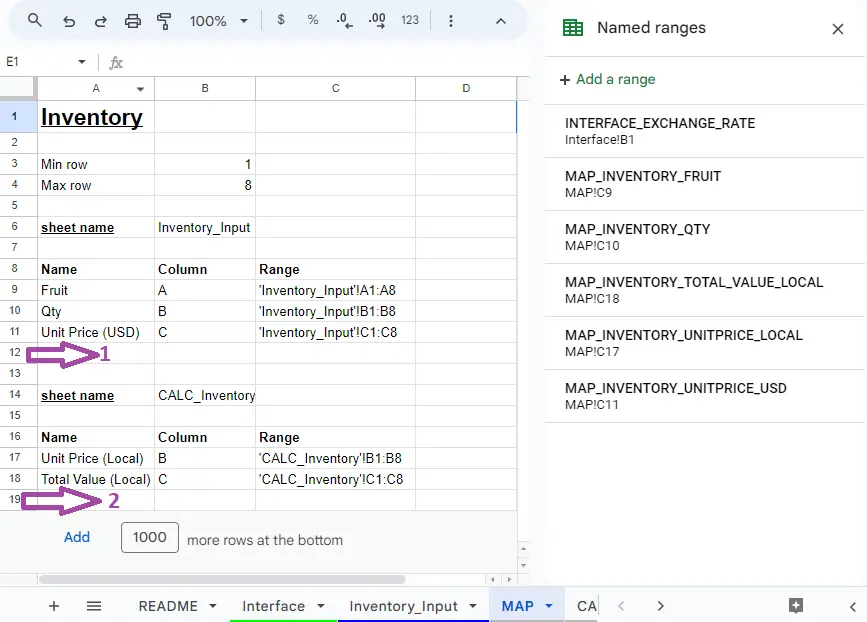 100% $ % .0 .00 123
E1 fx
A B C D
1 Inventory
2
3 Min row 1
4 Max row 8
5
6 sheet name Inventory_Input
7
8 Name Column Range
9 Fruit A 'Inventory_Input'!A1:A8
10 Qty B 'Inventory_Input'!B1:B8
11 Unit Price (USD) C 'Inventory_Input'!C1:C8
12 1
13
14 sheet name CALC_Inventory
15
16 Name Column Range
17 Unit Price (Local) B 'CALC_Inventory'!B1:B8
18 Total Value (Local) C 'CALC_Inventory'!C1:C8
19 2
Add 1000 more rows at the bottom
Named ranges
+ Add a range
INTERFACE_EXCHANGE_RATE
Interface!B1
MAP_INVENTORY_FRUIT
MAP!C9
MAP_INVENTORY_QTY
MAP!C10
MAP_INVENTORY_TOTAL_VALUE_LOCAL
MAP!C18
MAP_INVENTORY_UNITPRICE_LOCAL
MAP!C17
MAP_INVENTORY_UNITPRICE_USD
MAP!C11
README Interface Inventory_Input MAP CA